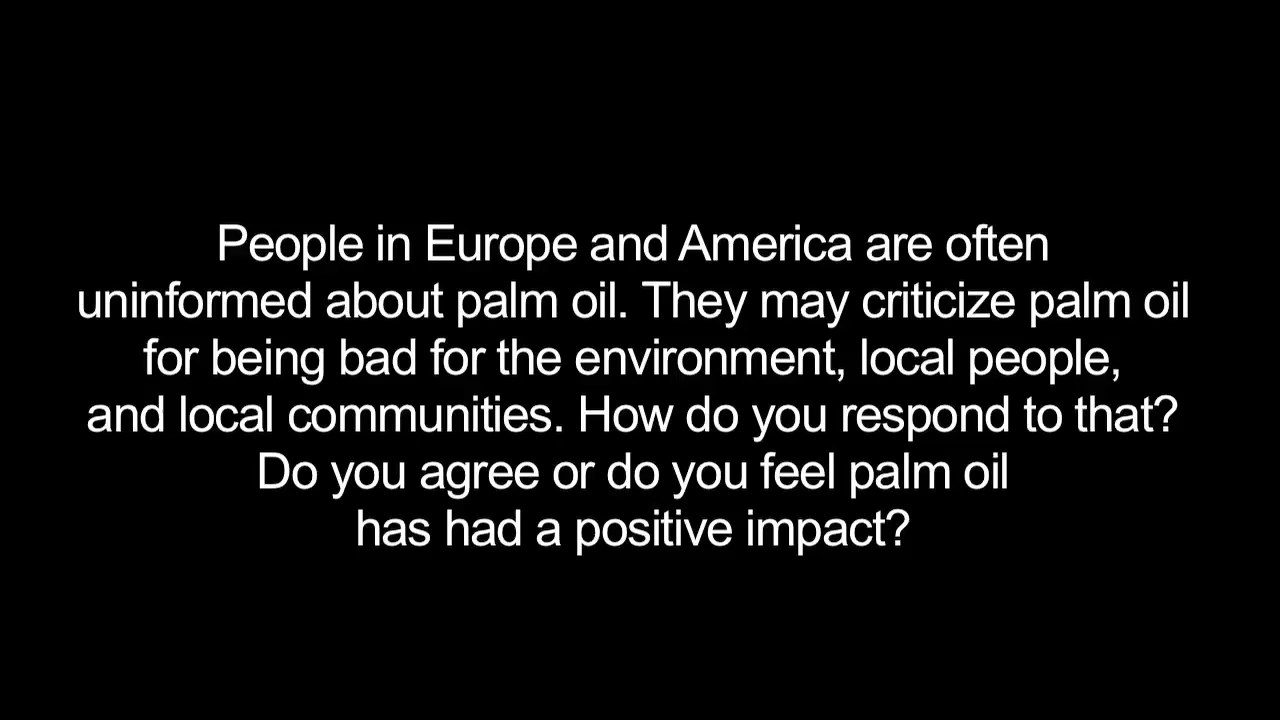 People in Europe and America are often
uninformed about palm oil. They may criticize palm oil
for being bad for the environment, local people,
and local communities. How do you respond to that?
Do you agree or do you feel palm oil
has had a positive impact?